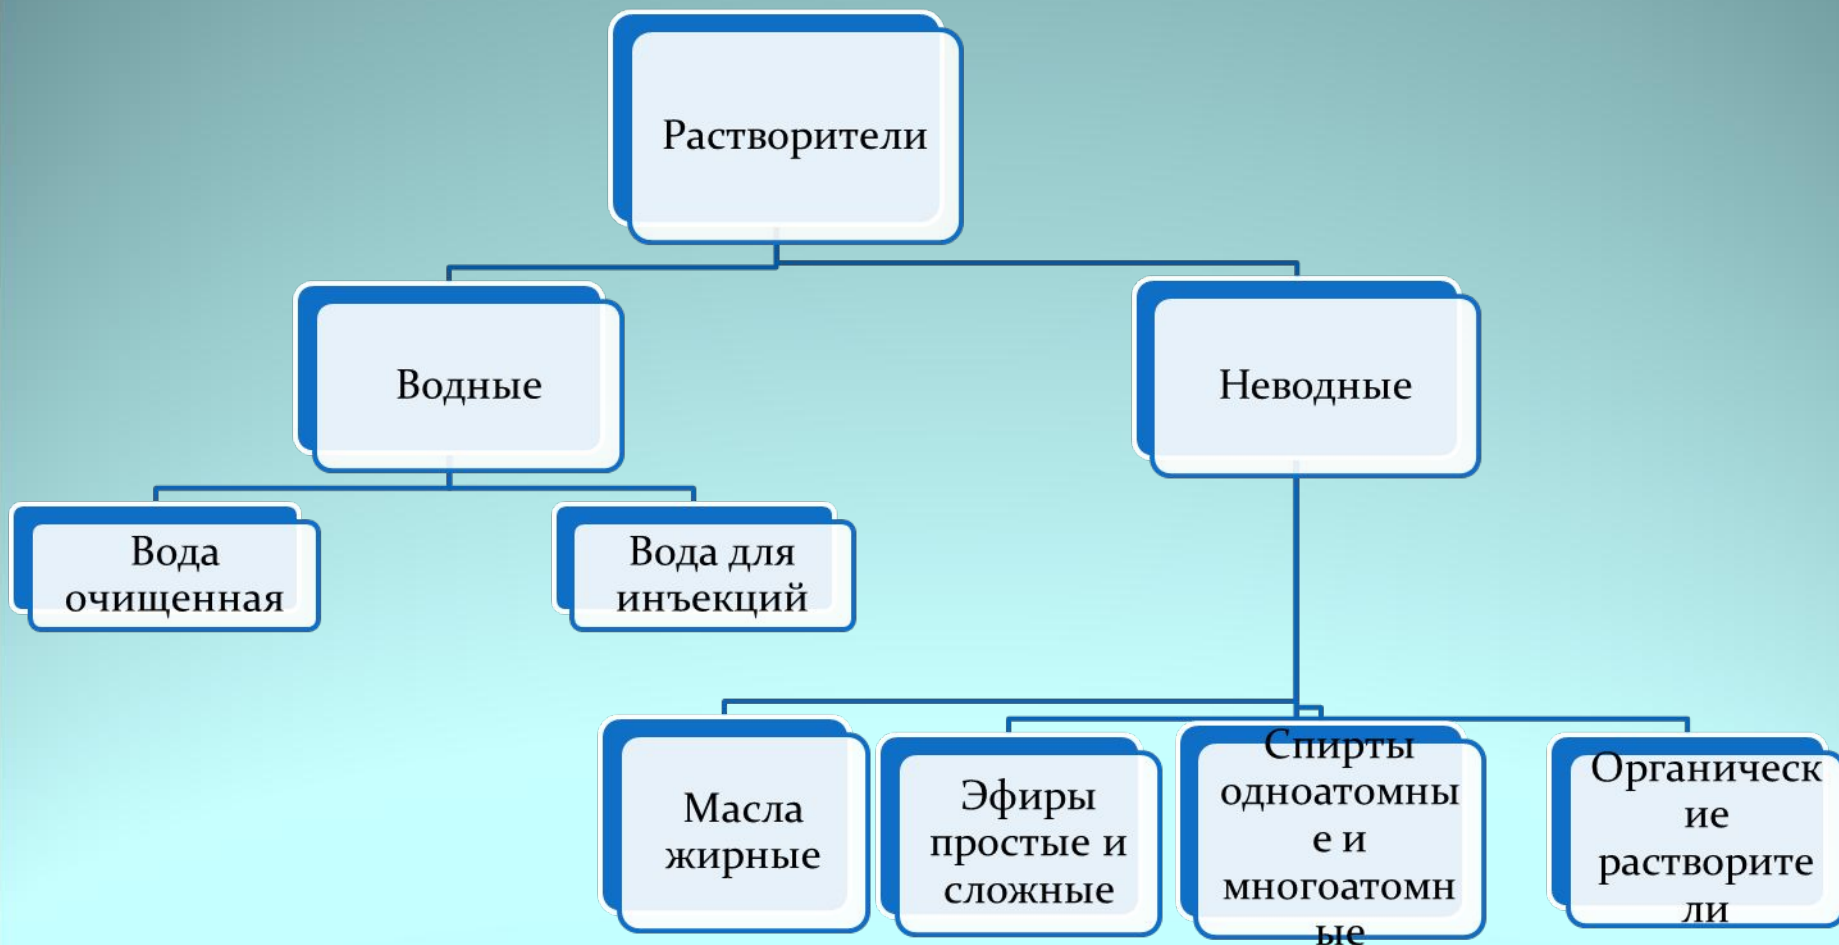 Растворители
Водные
Неводные
Вода
очищенная
Вода для
инъекций
Масла
жирные
Эфиры
простые и
сложные
Спирты
одноатомны
е и
многоатомн
ые
Органическ
ие
растворите
ли